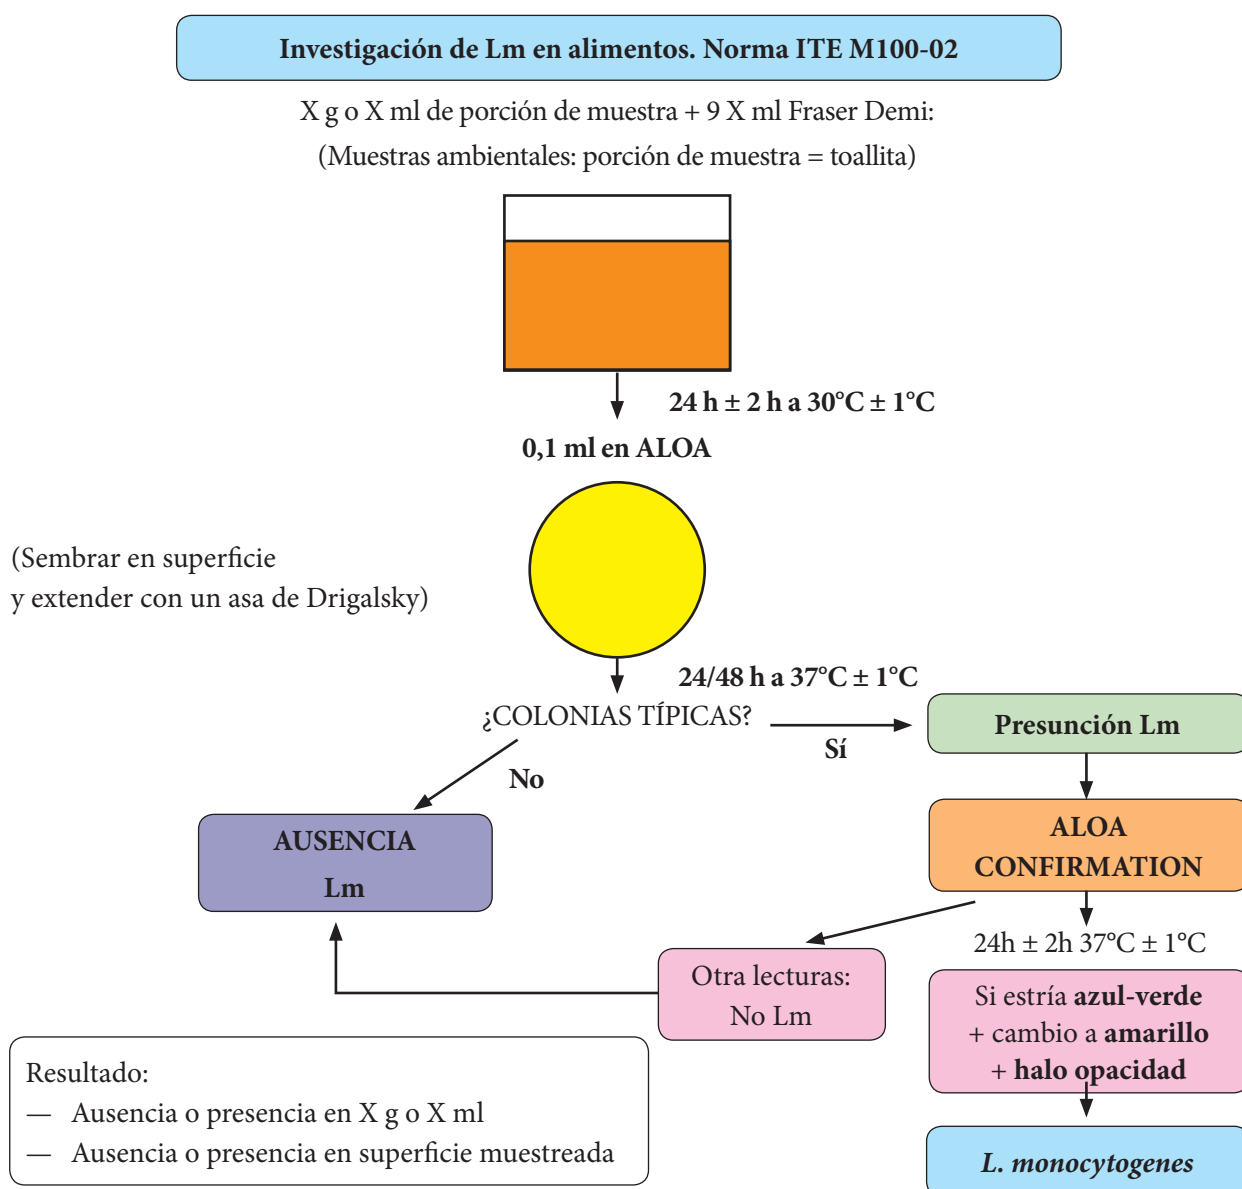 Investigación de Lm en alimentos. Norma ITE M100-02
X g o X ml de porción de muestra + 9 X ml Fraser Demi:
(Muestras ambientales: porción de muestra = toallita)
24 h ± 2 h a 30°C ± 1°C
0,1 ml en ALOA
(Sembrar en superficie
y extender con un asa de Drigalsky)
24/48 h a 37°C ± 1°C
¿COLONIAS TÍPICAS?
Sí
No
Presunción Lm
AUSENCIA
Lm
ALOA
CONFIRMATION
24h ± 2h 37°C ± 1°C
Otra lecturas:
No Lm
Si estría azul-verde
+ cambio a amarillo
+ halo opacidad
Resultado:
— Ausencia o presencia en X g o X ml
— Ausencia o presencia en superficie muestreada
L. monocytogenes